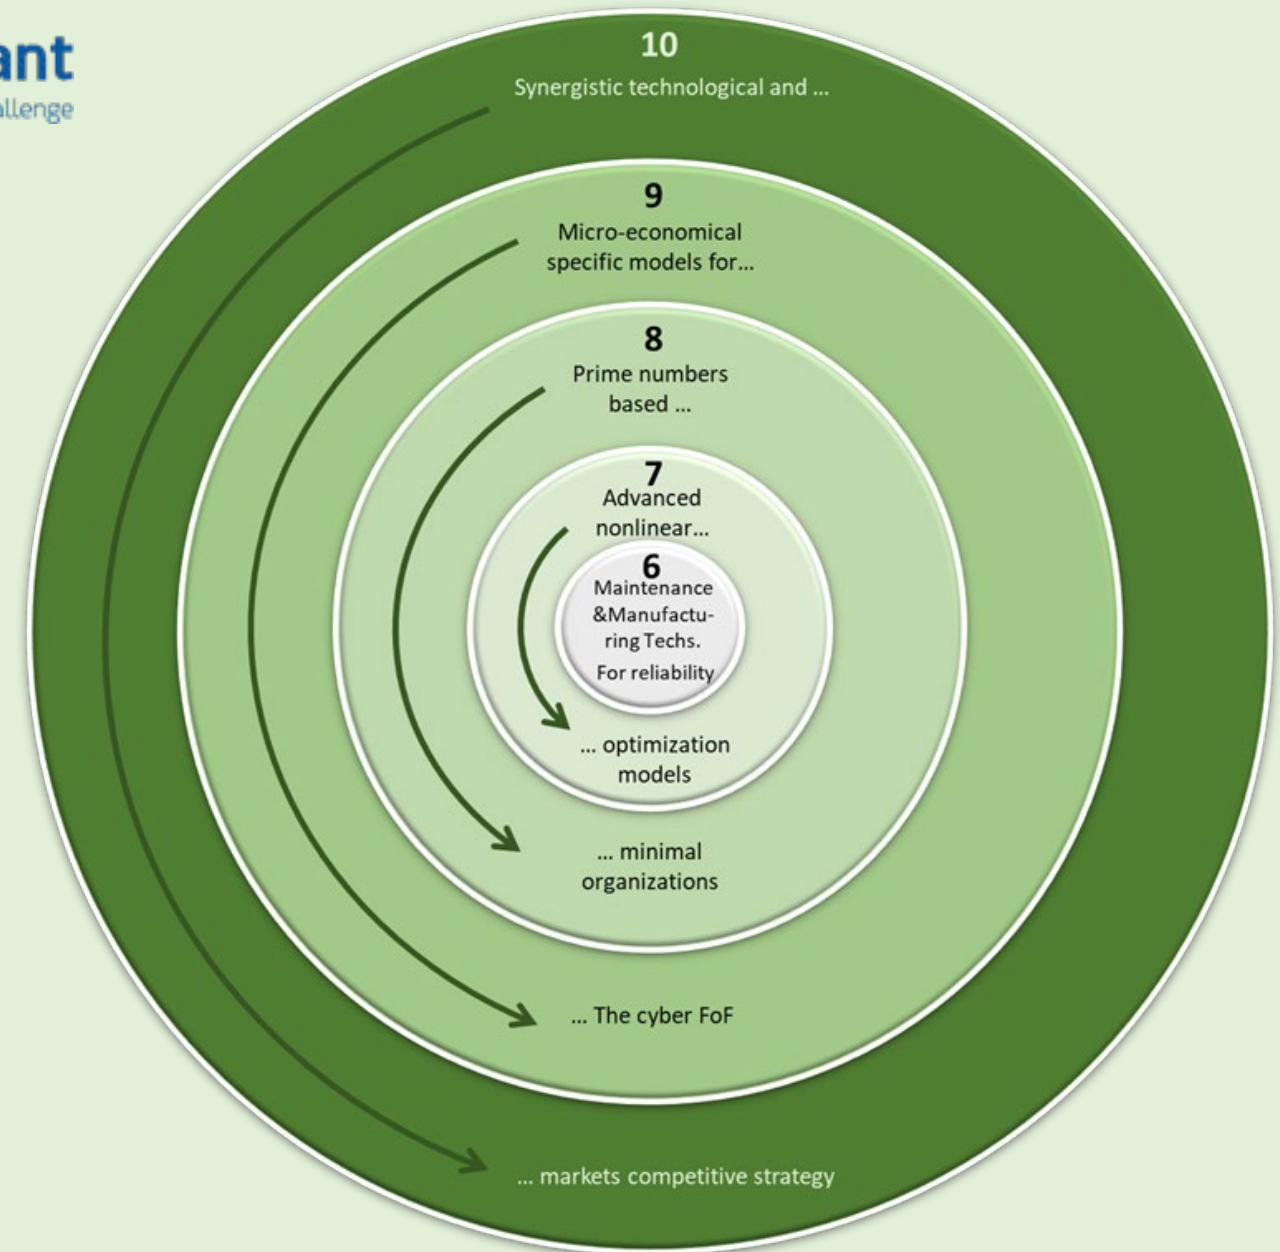 ant
allenge
10
Synergistic technological and ...
9
Micro-economical
specific models for...
8
Prime numbers
based ...
7
Advanced
nonlinear...
6
Maintenance
&Manufactu-
ring Techs.
For reliability
... optimization
models
... minimal
organizations
... The cyber FoF
... markets competitive strategy